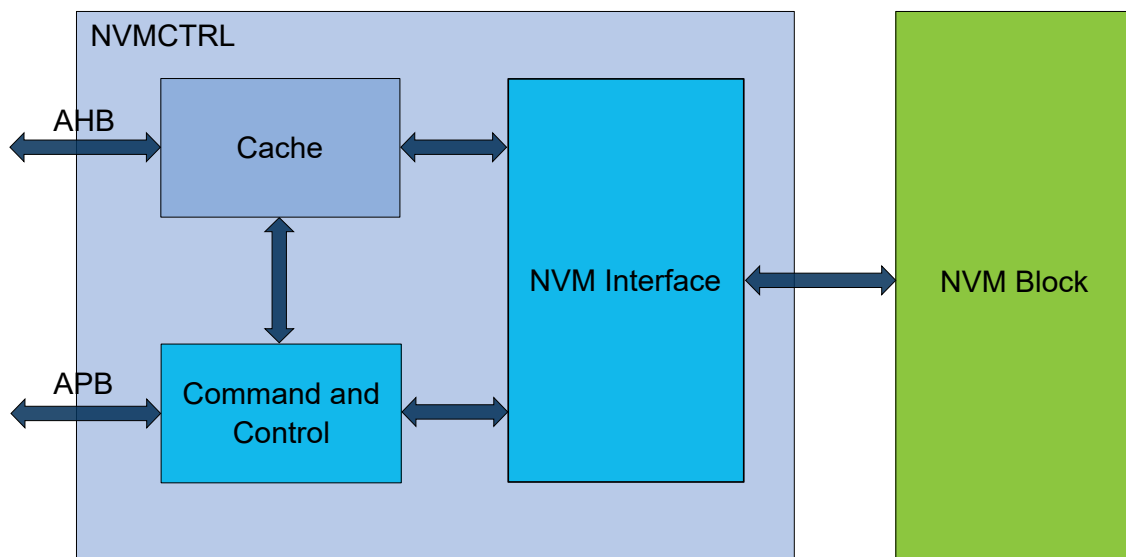 NVMCTRL
AHB
Cache
NVM Interface
NVM Block
APB
Command and
Control